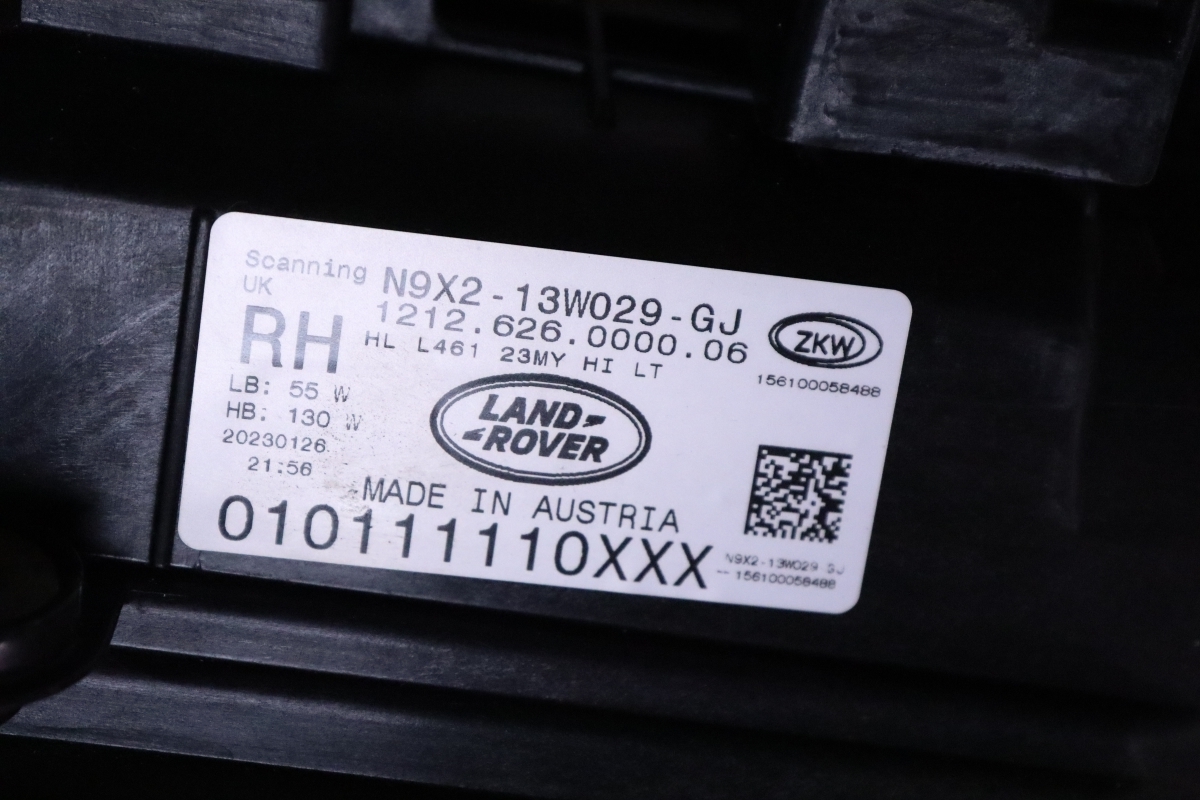 Scanning N9X2-13W029-GJ
UK
1212.626.0000.06
RH
HL L461 23MY HI LT
ZKW
156100058488
LB: 55 W
HB: 130 W
20230126
21:56
LAND-
-ROVER
MADE IN AUSTRIA
010111110XXX
N9X2-13W029 GJ
-- 156100058488